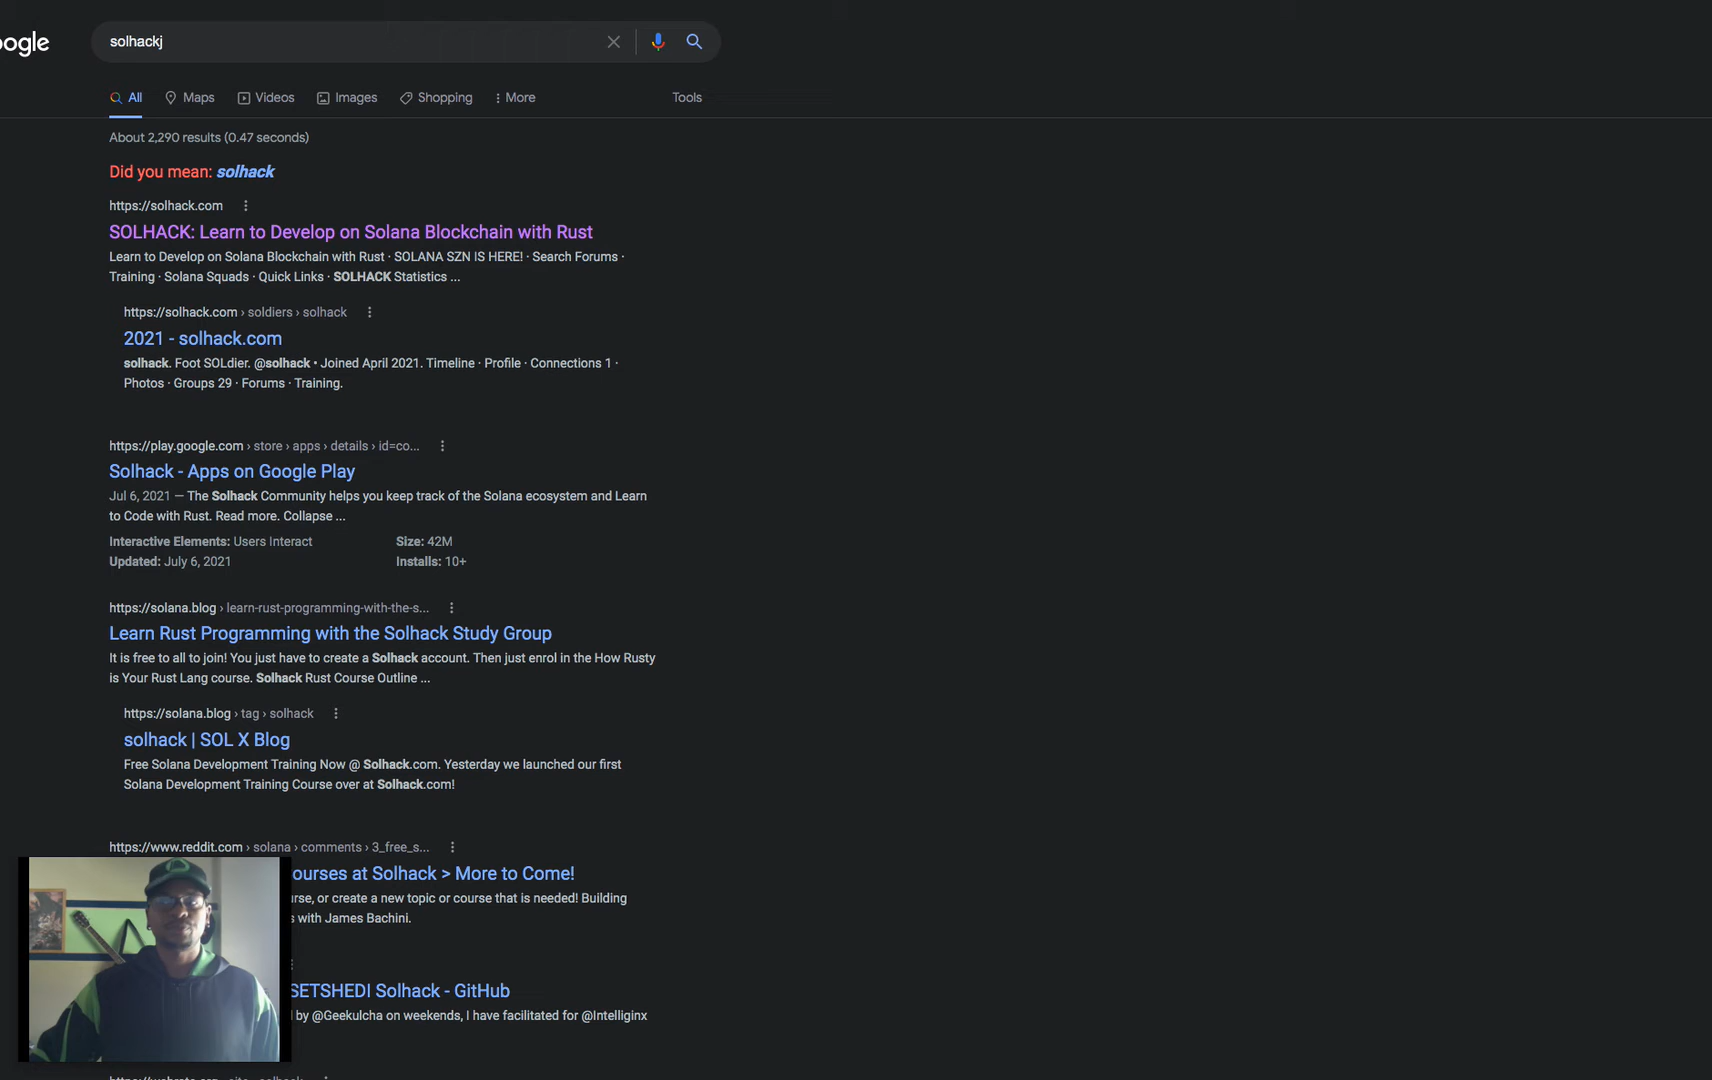 oogle
solhackj
All Maps Videos Images Shopping More Tools
About 2,290 results (0.47 seconds)
Did you mean: solhack
https://solhack.com
SOLHACK: Learn to Develop on Solana Blockchain with Rust
Learn to Develop on Solana Blockchain with Rust · SOLANA SZN IS HERE! · Search Forums ·
Training · Solana Squads · Quick Links · SOLHACK Statistics ...
https://solhack.com › soldiers › solhack
2021 - solhack.com
solhack. Foot SOLdier. @solhack • Joined April 2021. Timeline · Profile · Connections 1 ·
Photos · Groups 29 · Forums · Training.
https://play.google.com › store › apps › details › id=co...
Solhack - Apps on Google Play
Jul 6, 2021 — The Solhack Community helps you keep track of the Solana ecosystem and Learn
to Code with Rust. Read more. Collapse ...
Interactive Elements: Users Interact Size: 42M
Updated: July 6, 2021 Installs: 10+
https://solana.blog › learn-rust-programming-with-the-s...
Learn Rust Programming with the Solhack Study Group
It is free to all to join! You just have to create a Solhack account. Then just enrol in the How Rusty
is Your Rust Lang course. Solhack Rust Course Outline ...
https://solana.blog › tag › solhack
solhack | SOL X Blog
Free Solana Development Training Now @ Solhack.com. Yesterday we launched our first
Solana Development Training Course over at Solhack.com!
https://www.reddit.com › solana › comments › 3_free_s...
ourses at Solhack > More to Come!
urse, or create a new topic or course that is needed! Building
s with James Bachini.
SETSHEDI Solhack - GitHub
by @Geekulcha on weekends, I have facilitated for @Intelliginx